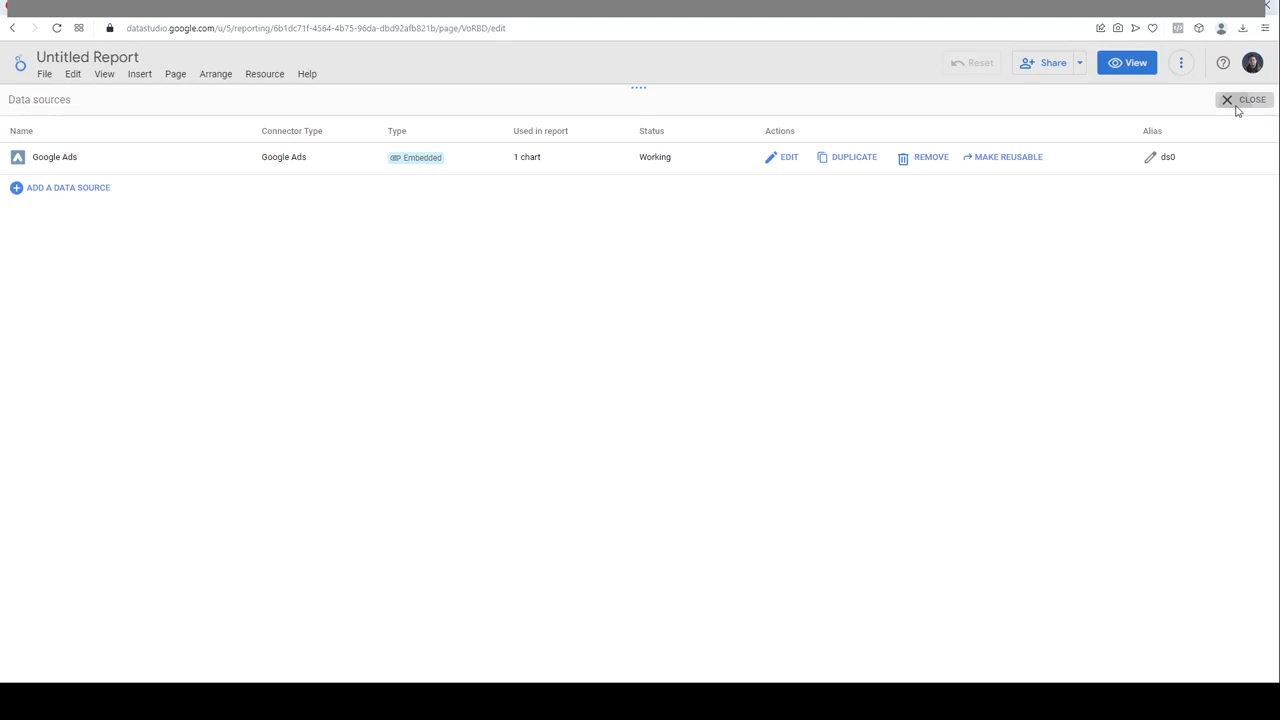 datastudio.google.com/u/5/reporting/6b1dc71f-4564-4b75-96da-dbd92afb821b/page/VoRBD/edit
Untitled Report
File Edit View Insert Page Arrange Resource Help
Reset
Share
View
Data sources
CLOSE
Name Connector Type Type Used in report Status Actions Alias
Google Ads Google Ads Embedded 1 chart Working EDIT DUPLICATE REMOVE MAKE REUSABLE ds0
ADD A DATA SOURCE